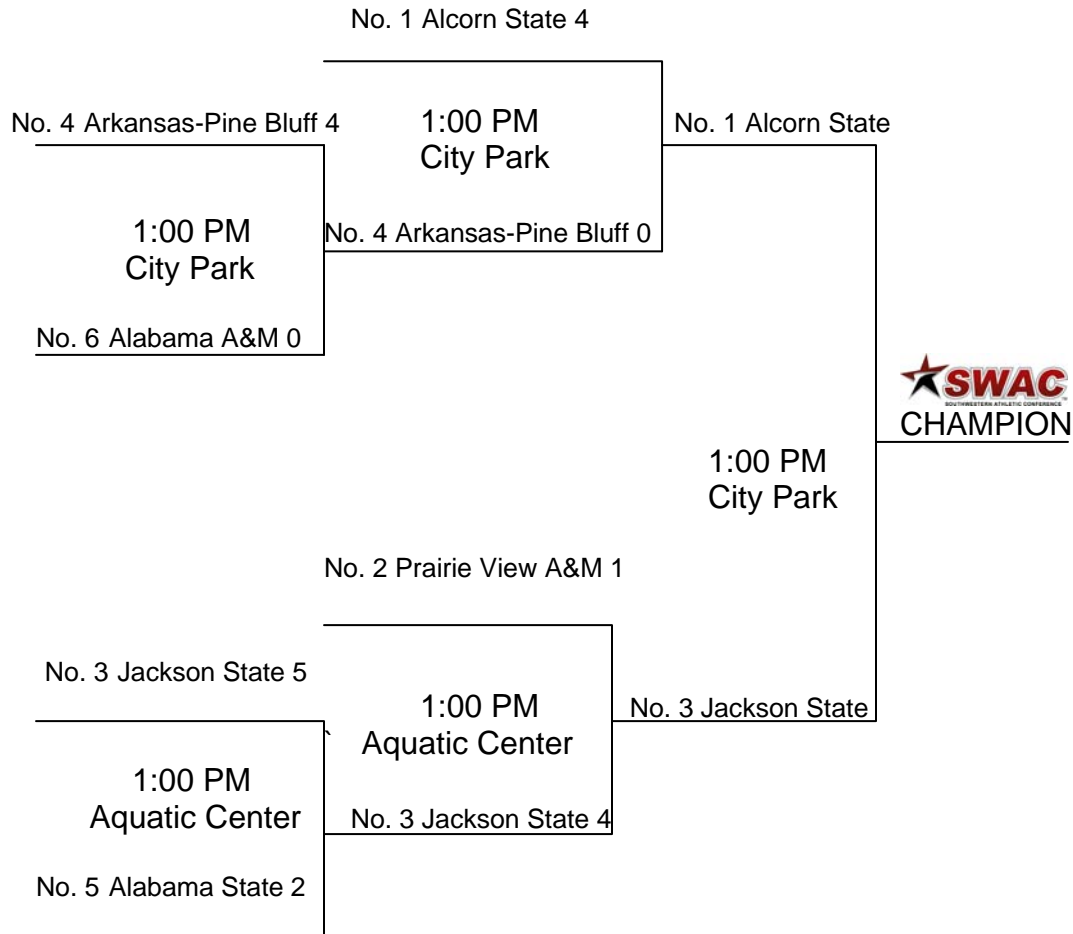 No. 1 Alcorn State 4
No. 4 Arkansas-Pine Bluff 4
1:00 PM
City Park
No. 1 Alcorn State
1:00 PM
City Park
No. 4 Arkansas-Pine Bluff 0
No. 6 Alabama A&M 0
SWAC
SOUTHWESTERN ATHLETIC CONFERENCE
CHAMPION
1:00 PM
City Park
No. 2 Prairie View A&M 1
No. 3 Jackson State 5
1:00 PM
Aquatic Center
No. 3 Jackson State
`
1:00 PM
Aquatic Center
No. 3 Jackson State 4
No. 5 Alabama State 2